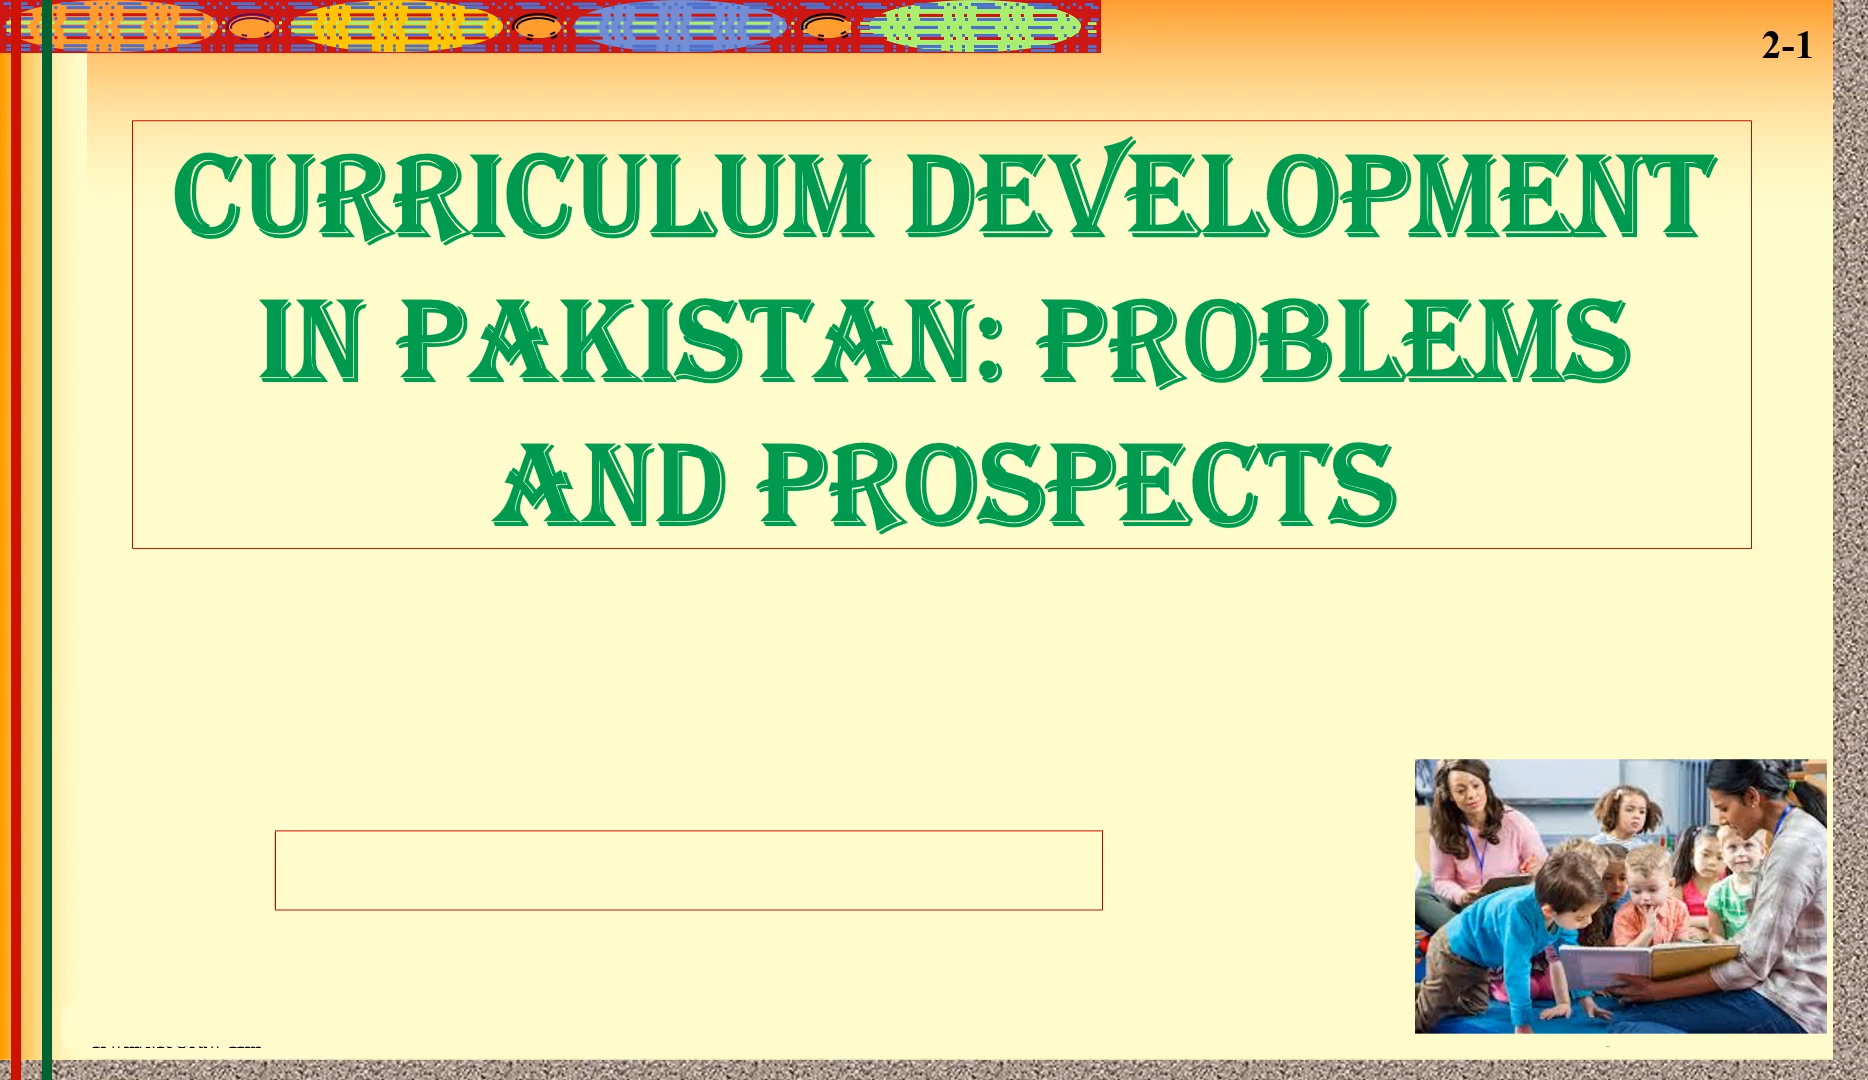 2-1
CURRICULUM DEVELOPMENT
IN PAKISTAN: PROBLEMS
AND PROSPECTS